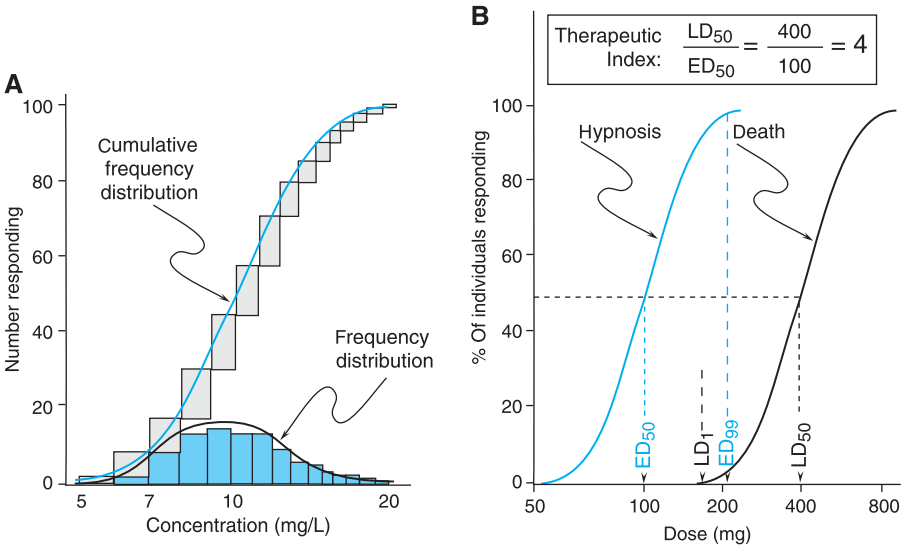 A
Number responding
100
80
60
40
20
0
Cumulative
frequency
distribution
Frequency
distribution
5 7 10 20
Concentration (mg/L)
B
Therapeutic
Index:
LD50
ED50
=
400
100
= 4
% Of individuals responding
100
80
60
40
20
0
Hypnosis
Death
ED50
LD1
ED99
LD50
50 100 200 400 800
Dose (mg)